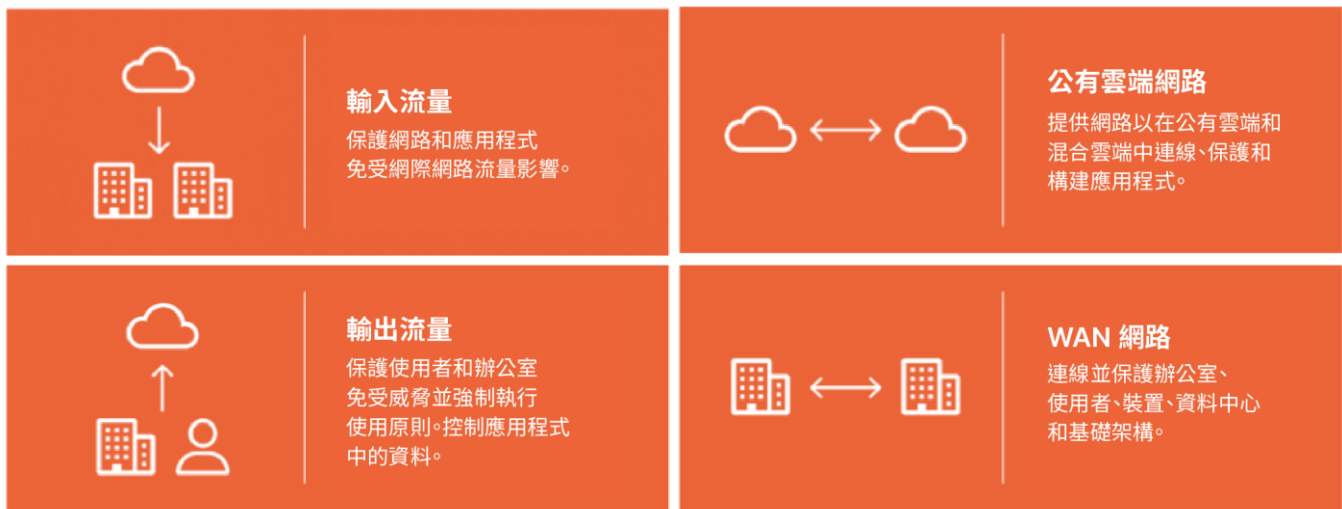 輸入流量
保護網路和應用程式
免受網際網路流量影響。
公有雲端網路
提供網路以在公有雲端和
混合雲端中連線、保護和
構建應用程式。
輸出流量
保護使用者和辦公室
免受威脅並強制執行
使用原則。控制應用程式
中的資料。
WAN 網路
連線並保護辦公室、
使用者、裝置、資料中心
和基礎架構。